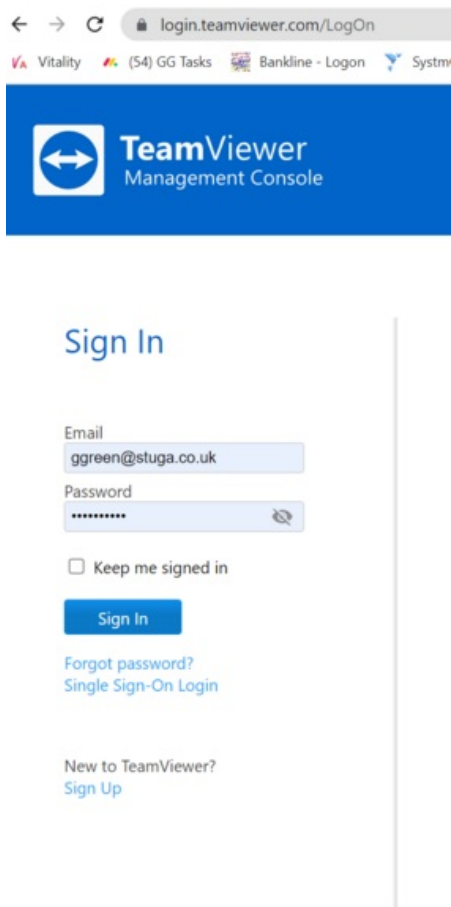 login.teamviewer.com/LogOn
Vitality (54) GG Tasks Bankline - Logon
TeamViewer
Management Console
Sign In
Email
ggreen@stuga.co.uk
Password
••••••••••
Keep me signed in
Sign In
Forgot password?
Single Sign-On Login
New to TeamViewer?
Sign Up